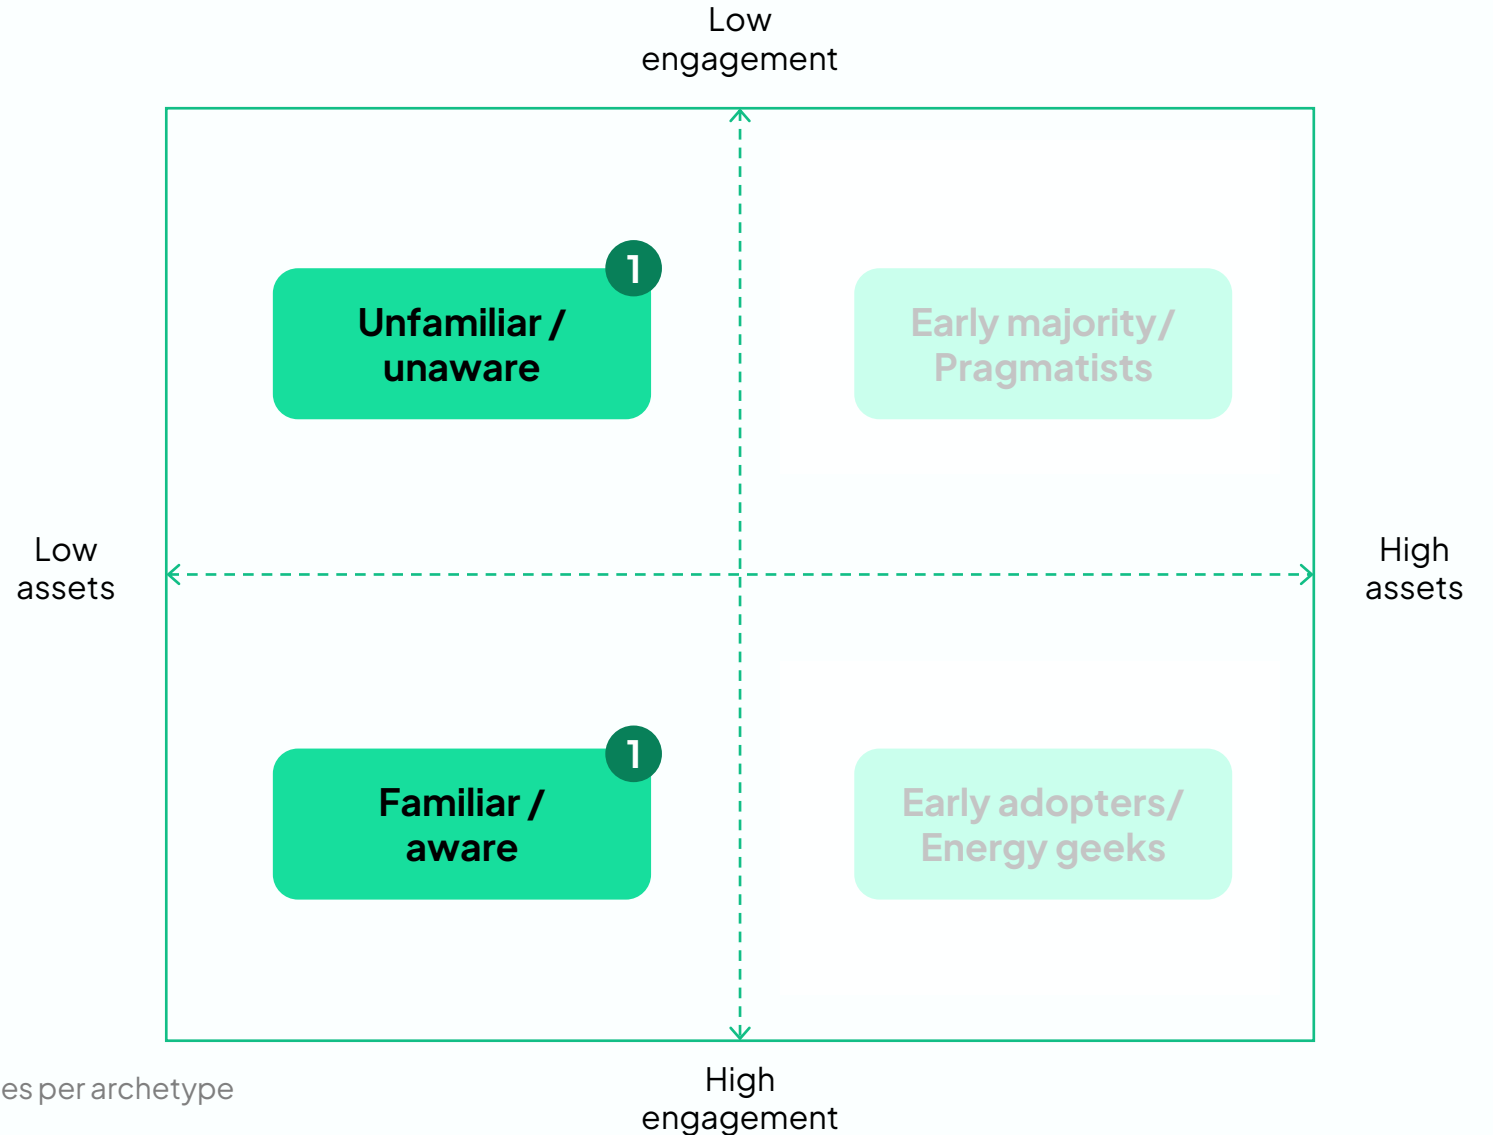 Low
engagement
1
Unfamiliar /
unaware
Early majority/
Pragmatists
Low
assets
High
assets
1
Familiar /
aware
Early adopters/
Energy geeks
es per archetype
High
engagement